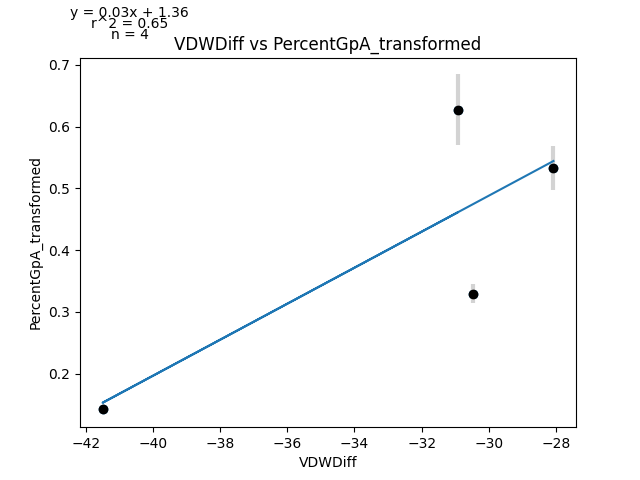 y = 0.03x + 1.36
r^2 = 0.65
n = 4
VDWDiff vs PercentGpA_transformed
0.7
0.6
0.5
0.4
0.3
0.2
PercentGpA_transformed
−42 −40 −38 −36 −34 −32 −30 −28
VDWDiff